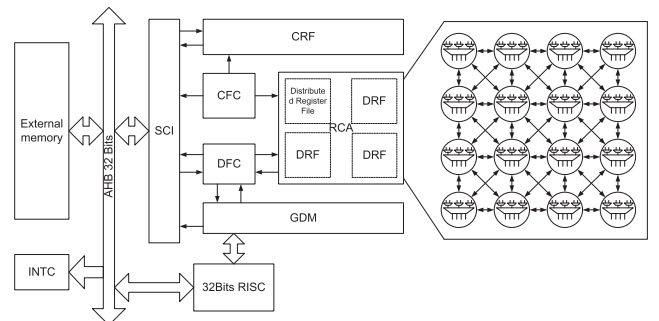 External
memory
INTC
AHB 32 Bits
SCI
CRF
CFC
DFC
GDM
32Bits RISC
Distribute
d Register
File
DRF
RCA
DRF
DRF